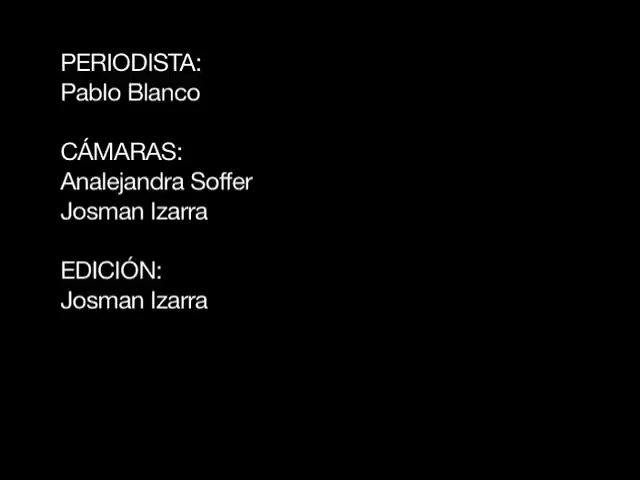 PERIODISTA:
Pablo Blanco
CÁMARAS:
Analejandra Soffer
Josman Izarra
EDICIÓN:
Josman Izarra